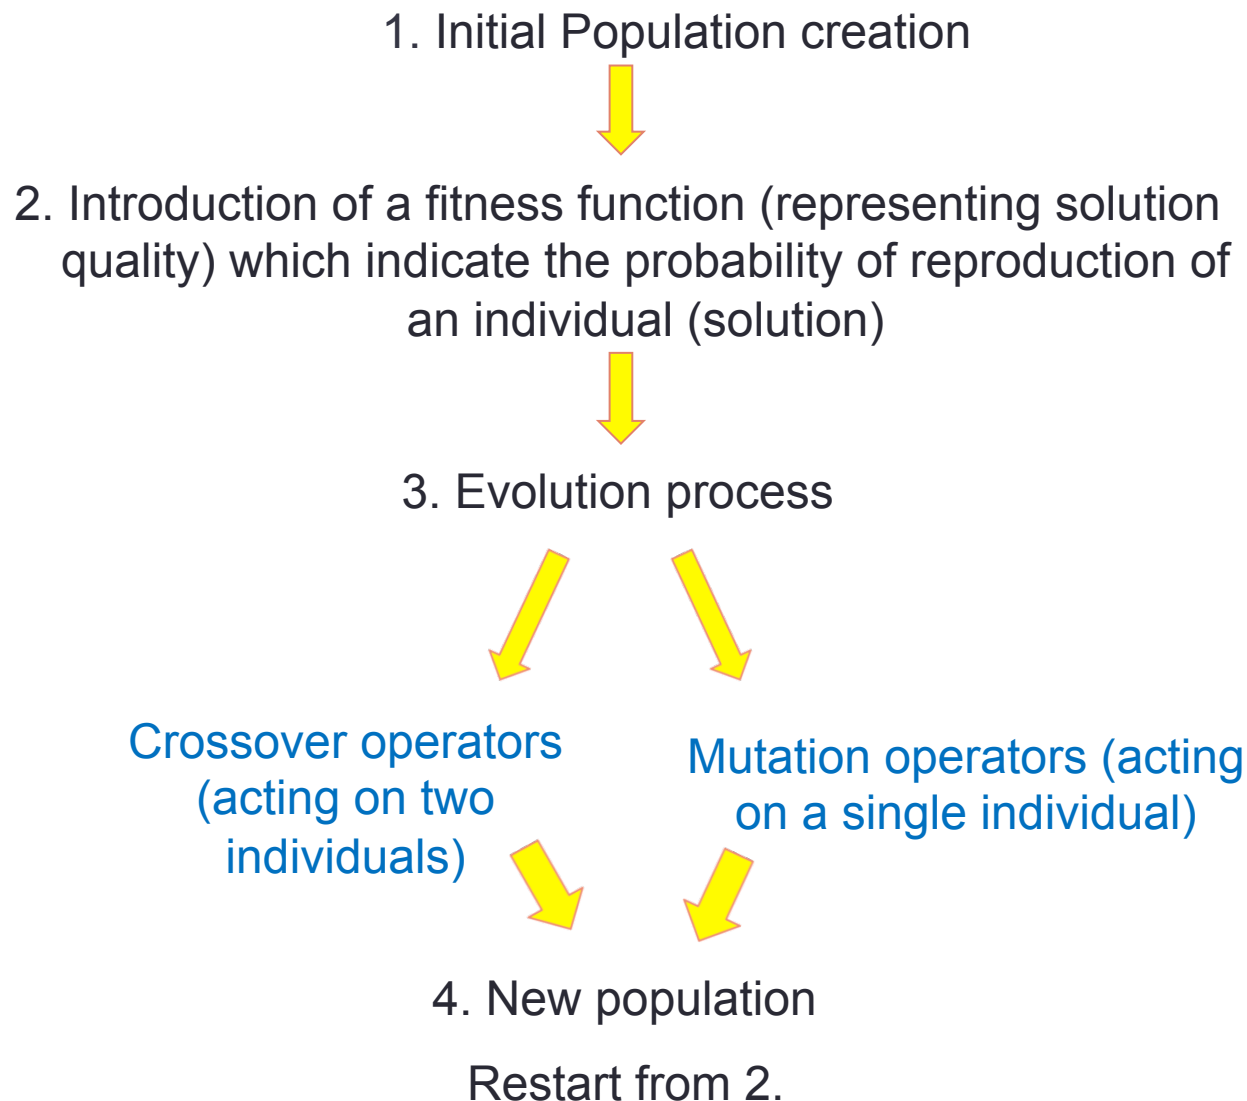 1. Initial Population creation
2. Introduction of a fitness function (representing solution
quality) which indicate the probability of reproduction of
an individual (solution)
3. Evolution process
Crossover operators
(acting on two
individuals)
Mutation operators (acting
on a single individual)
4. New population
Restart from 2.